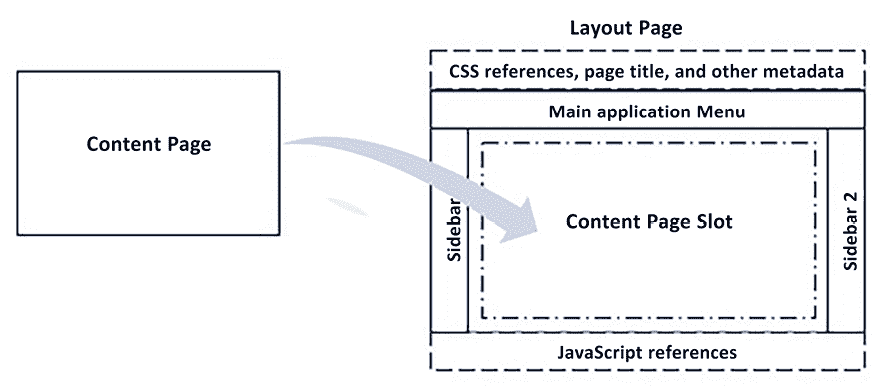 Layout Page
CSS references, page title, and other metadata
Main application Menu
Content Page
Sidebar
Content Page Slot
Sidebar 2
JavaScript references